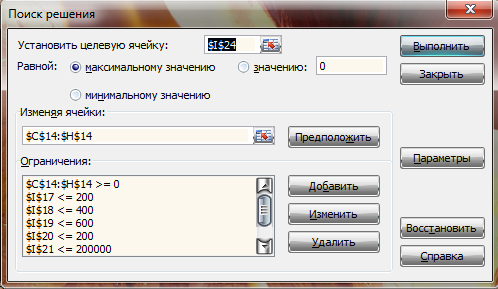 Поиск решения
Установить целевую ячейку: $I$24 Выполнить
Равной: максимальному значению значению: 0 Закрыть
минимальному значению
Изменяя ячейки:
$C$14:$H$14 Предположить
Ограничения: Параметры
$C$14:$H$14 >= 0 Добавить
$I$17 <= 200
$I$18 <= 400 Изменить
$I$19 <= 600 Восстановить
$I$20 <= 200 Удалить
$I$21 <= 200000 Справка